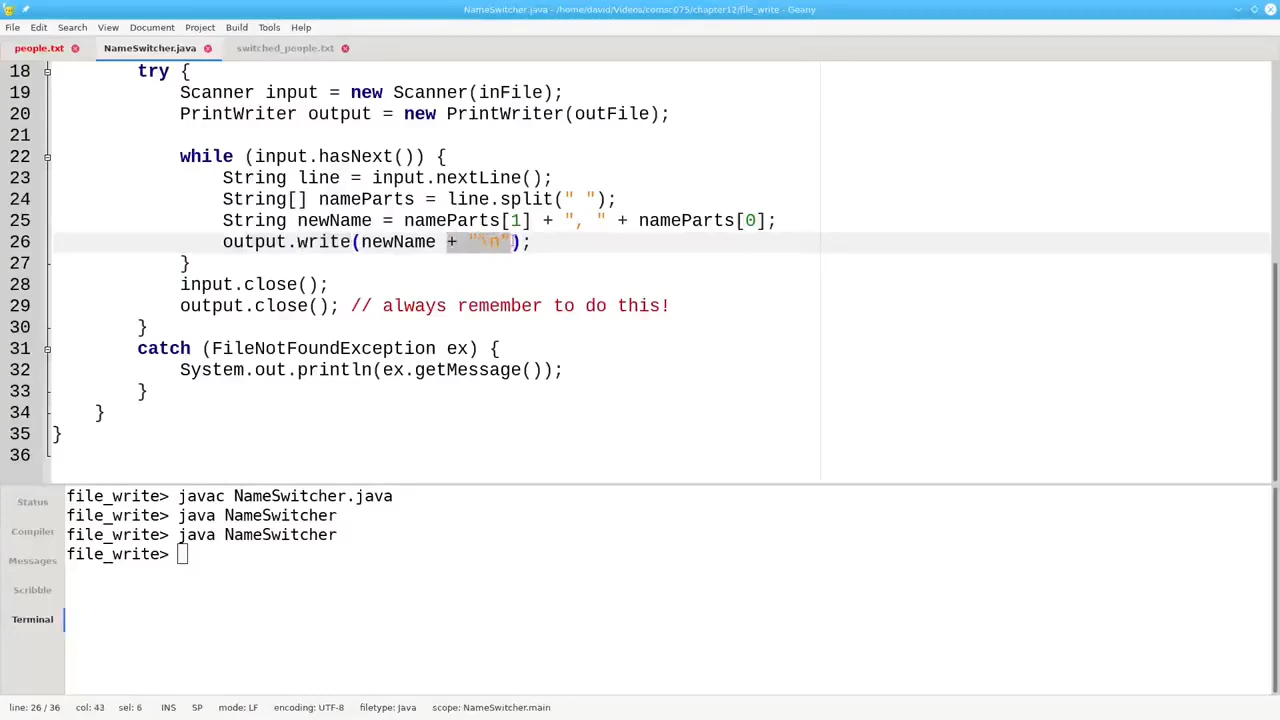 NameSwitcher.java - /home/david/Videos/comsc075/chapter12/file_write - Geany
File Edit Search View Document Project Build Tools Help
people.txt NameSwitcher.java switched_people.txt
18 try {
19 Scanner input = new Scanner(inFile);
20 PrintWriter output = new PrintWriter(outFile);
21
22 while (input.hasNext()) {
23 String line = input.nextLine();
24 String[] nameParts = line.split(" ");
25 String newName = nameParts[1] + ", " + nameParts[0];
26 output.write(newName + "\n");
27 }
28 input.close();
29 output.close(); // always remember to do this!
30 }
31 catch (FileNotFoundException ex) {
32 System.out.println(ex.getMessage());
33 }
34 }
35 }
36
Status
Compiler
Messages
Scribble
Terminal
file_write> javac NameSwitcher.java
file_write> java NameSwitcher
file_write> java NameSwitcher
file_write>
line: 26 / 36 col: 43 sel: 6 INS SP mode: LF encoding: UTF-8 filetype: Java scope: NameSwitcher.main